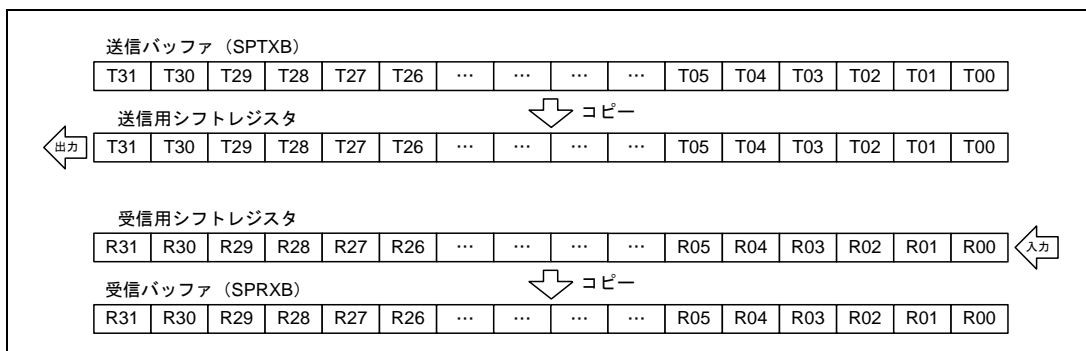 送信バッファ（SPTXB）
T31 T30 T29 T28 T27 T26 … … … … T05 T04 T03 T02 T01 T00
コピー
送信用シフトレジスタ
出力 T31 T30 T29 T28 T27 T26 … … … … T05 T04 T03 T02 T01 T00
受信用シフトレジスタ
R31 R30 R29 R28 R27 R26 … … … … R05 R04 R03 R02 R01 R00 入力
コピー
受信バッファ（SPRXB）
R31 R30 R29 R28 R27 R26 … … … … R05 R04 R03 R02 R01 R00